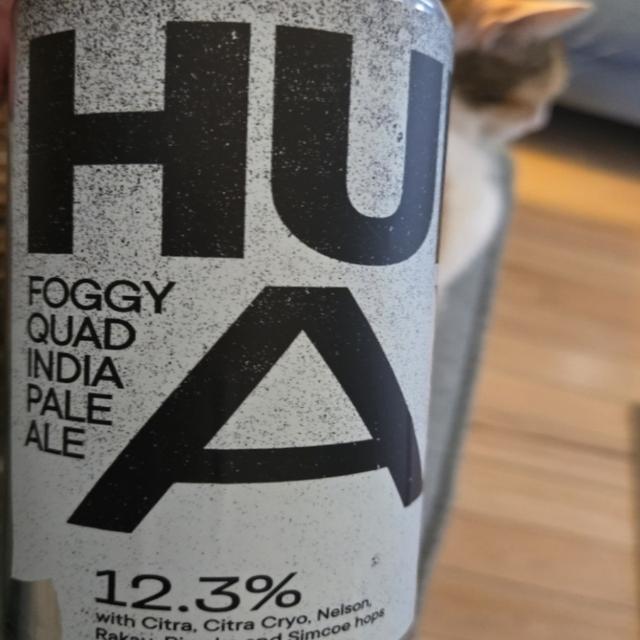 HU
FOGGY
QUAD
INDIA
PALE
ALE
A
12.3%
with Citra, Citra Cryo, Nelson,
and Simcoe hops